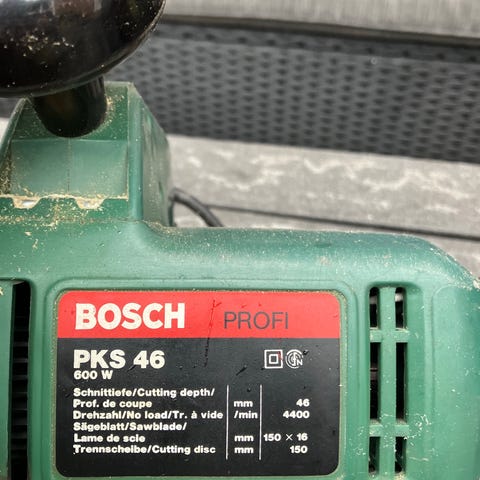 BOSCH PROFI
PKS 46
600 W
Schnittiefe/Cutting depth/
Prof. de coupe mm 46
Drehzahl/No load/Tr. à vide /min 4400
Sägeblatt/Sawblade/
Lame de scie mm 150 × 16
Trennscheibe/Cutting disc mm 150